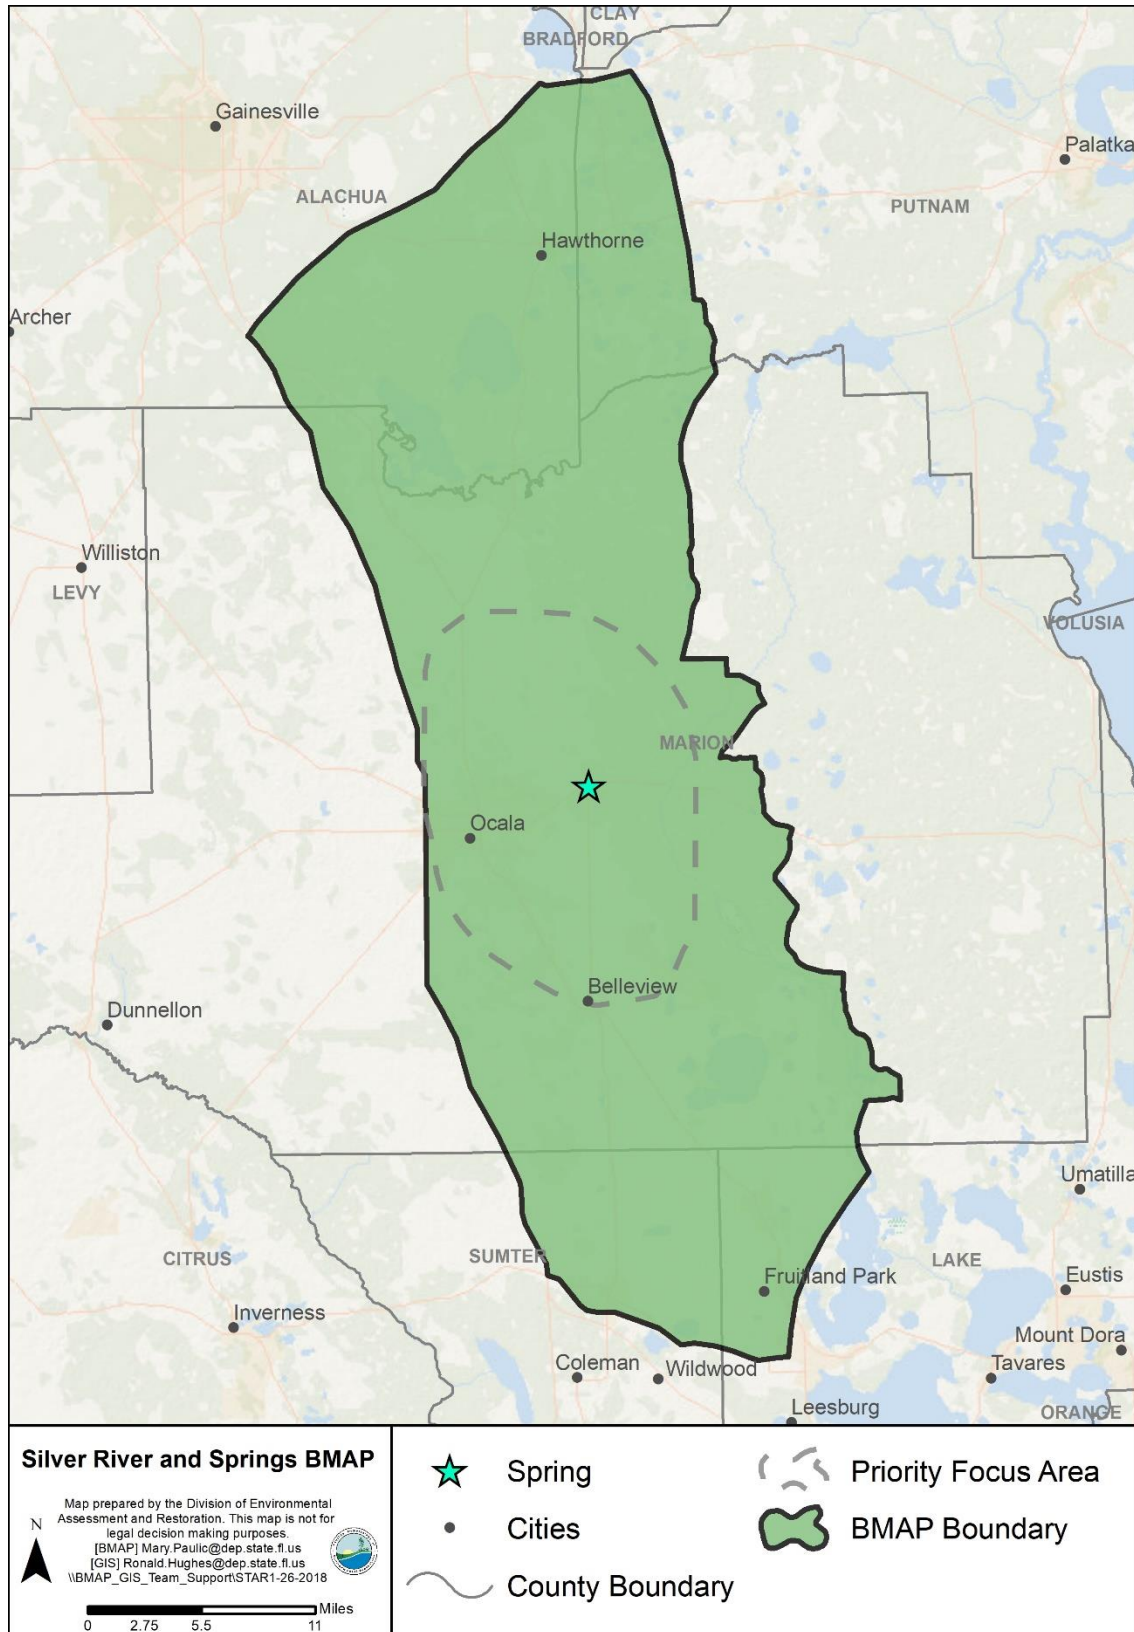 CLAY
BRADFORD
Gainesville
Palatka
ALACHUA
PUTNAM
Hawthorne
Archer
Williston
LEVY
VOLUSIA
MARION
Ocala
Belleview
Dunnellon
Umatilla
CITRUS
SUMTER
LAKE
Fruitland Park
Eustis
Inverness
Mount Dora
Coleman
Wildwood
Tavares
Leesburg
ORANGE
Silver River and Springs BMAP
Map prepared by the Division of Environmental
Assessment and Restoration. This map is not for
legal decision making purposes.
[BMAP] Mary.Paulic@dep.state.fl.us
[GIS] Ronald.Hughes@dep.state.fl.us
\\BMAP_GIS_Team_Support\STAR1-26-2018
N
Miles
0 2.75 5.5 11
Spring
Cities
County Boundary
Priority Focus Area
BMAP Boundary